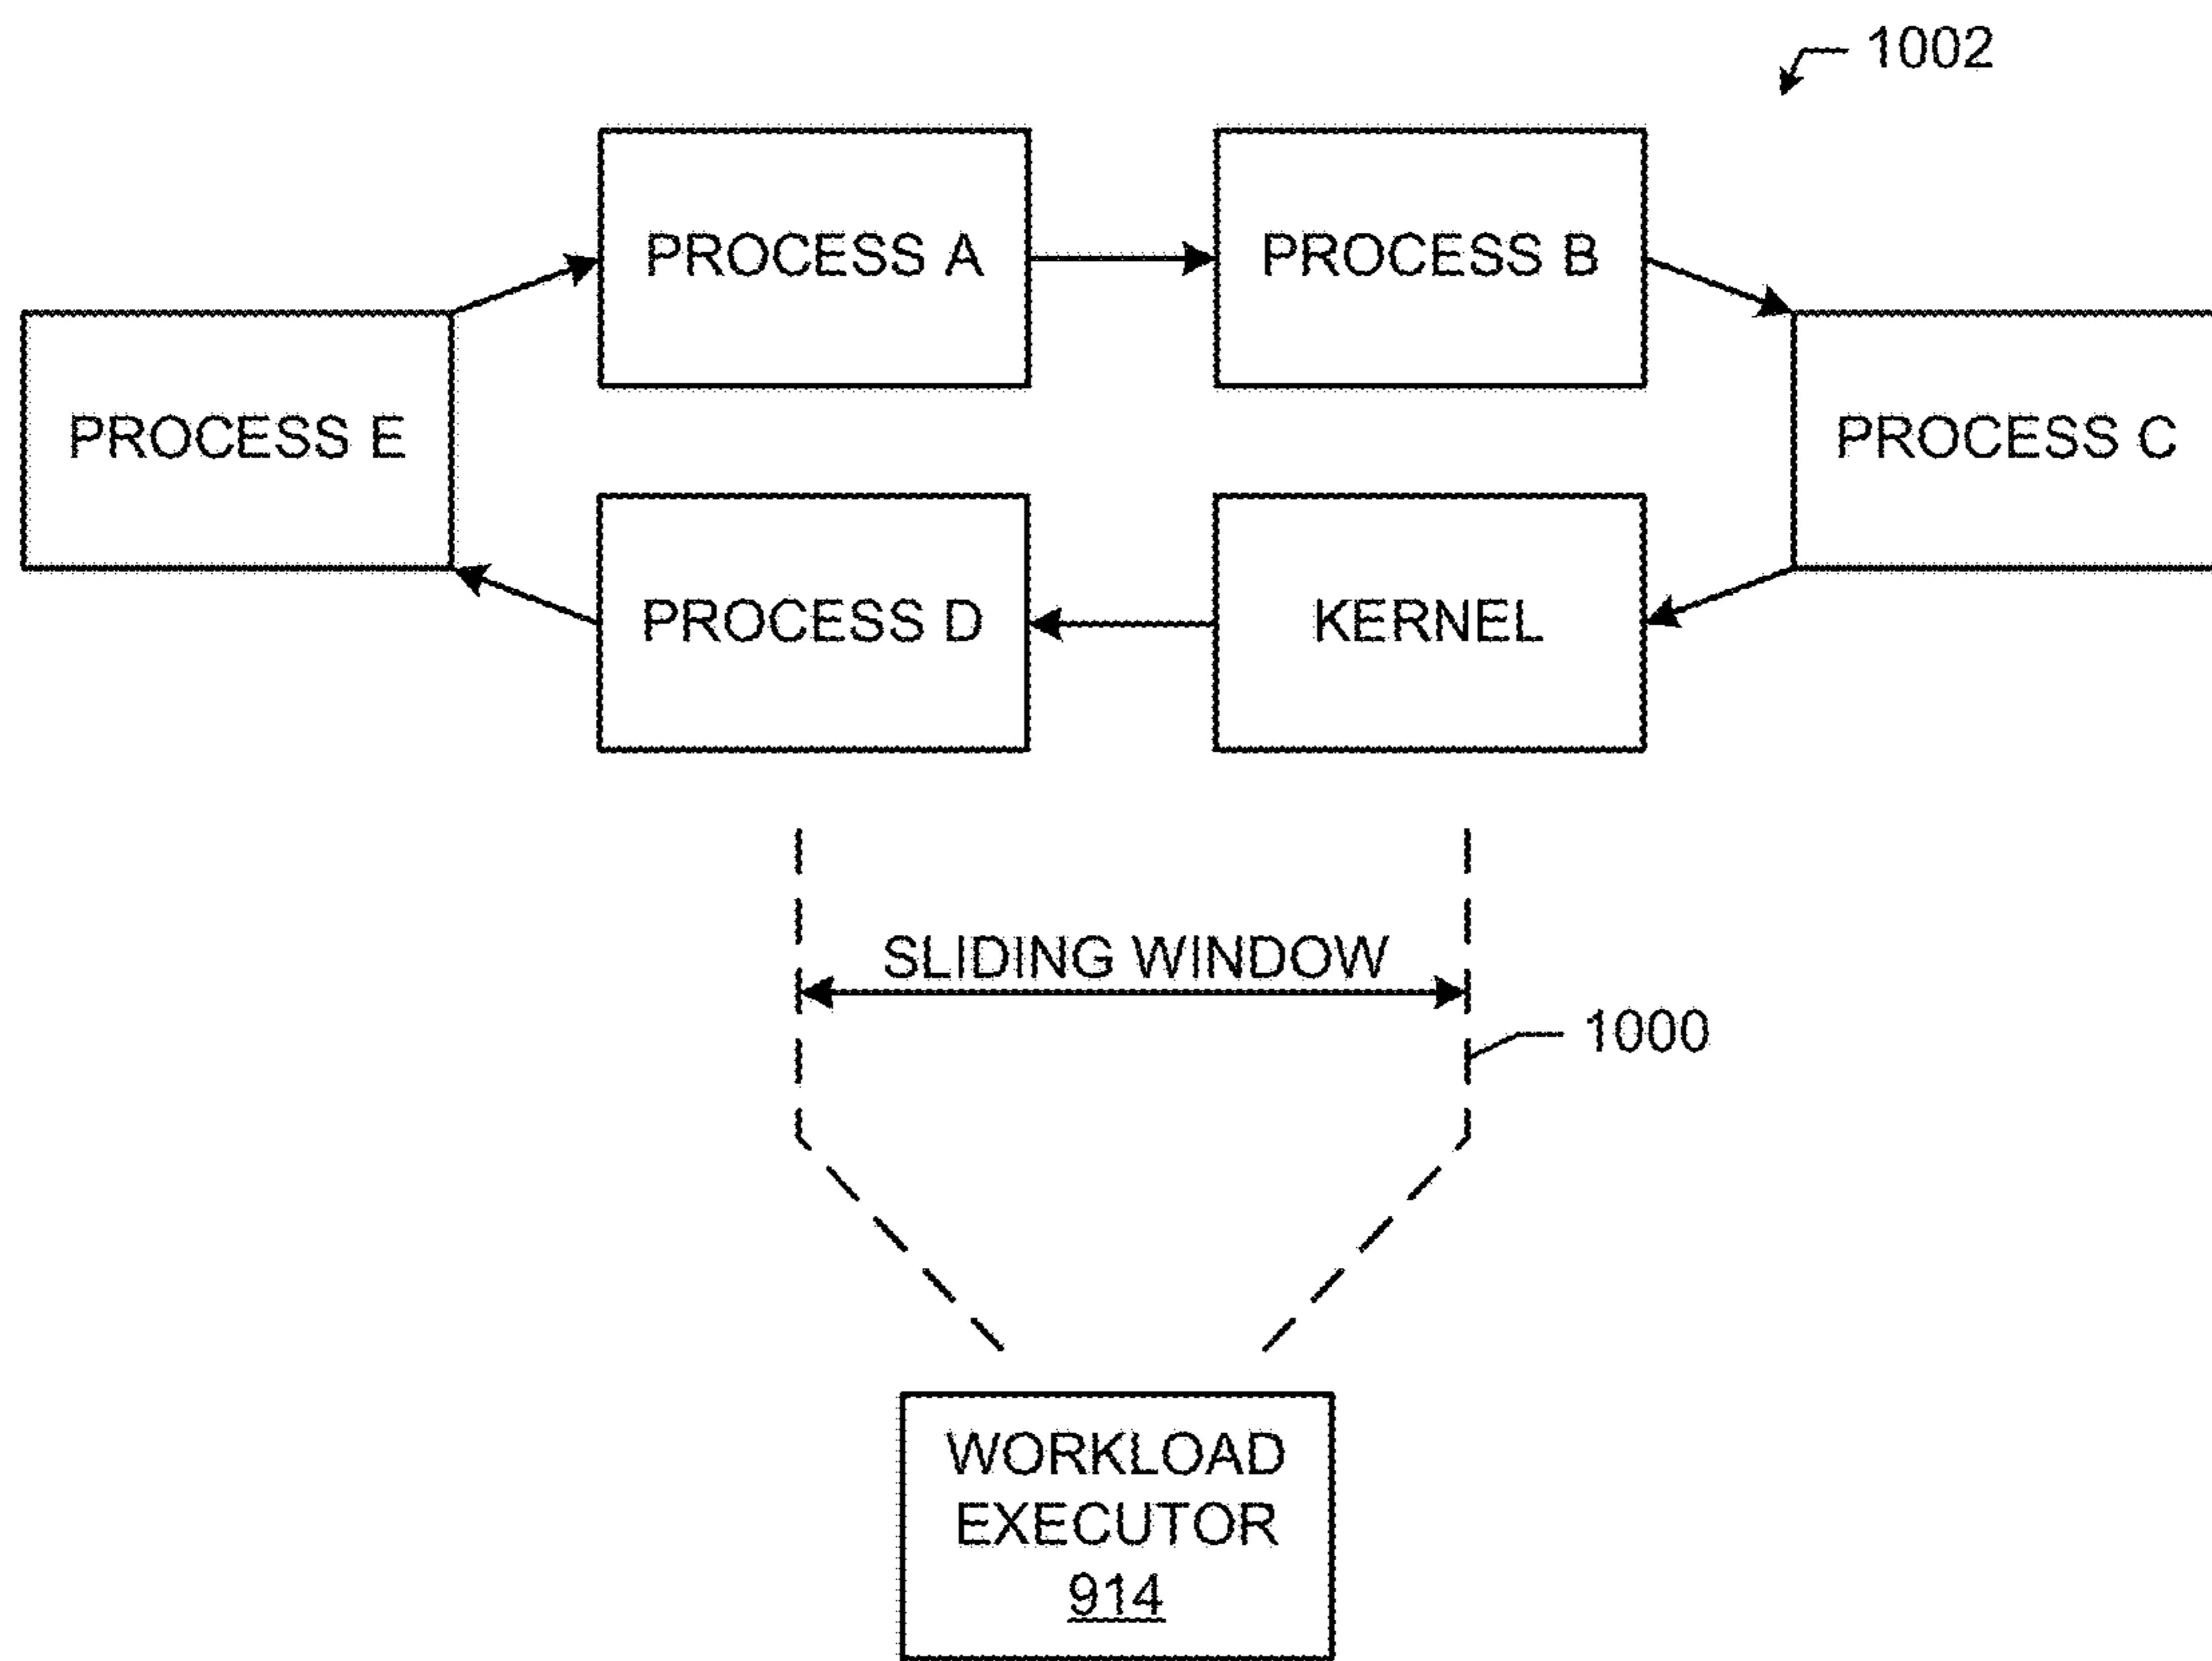 1002
PROCESS A
PROCESS B
PROCESS E
PROCESS C
PROCESS D
KERNEL
SLIDING WINDOW
1000
WORKLOAD
EXECUTOR
914